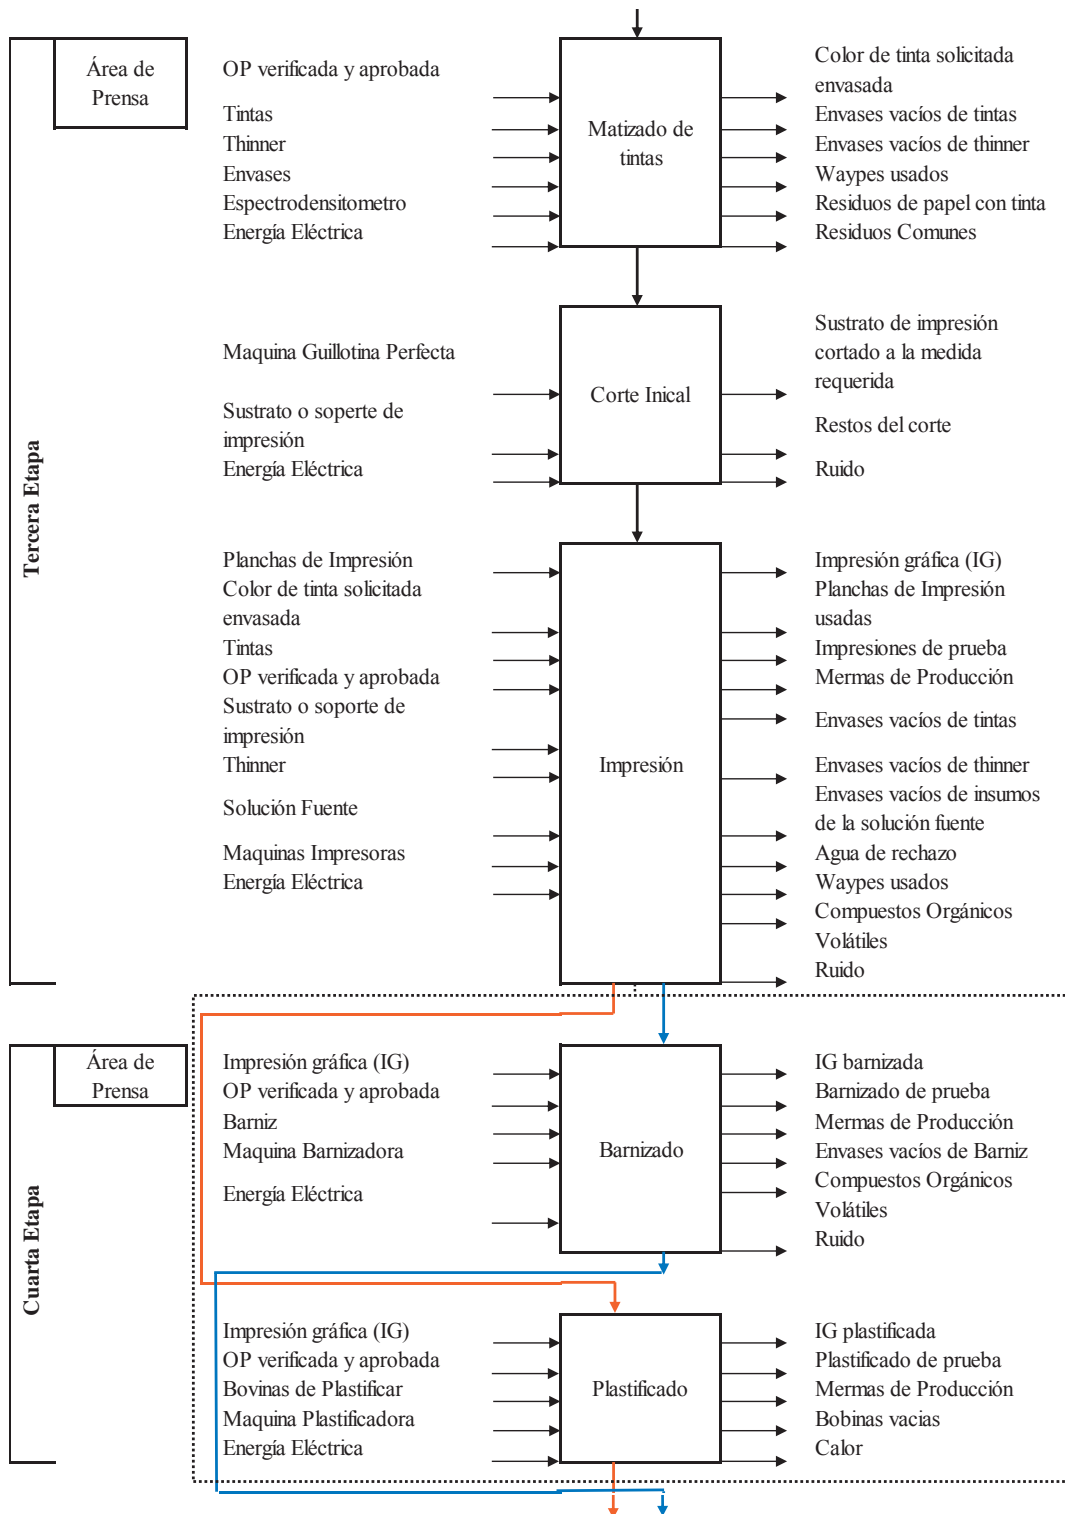 Tercera Etapa
Área de
Prensa
OP verificada y aprobada
Tintas
Thinner
Envases
Espectrodensitometro
Energía Eléctrica
Matizado de
tintas
Color de tinta solicitada
envasada
Envases vacíos de tintas
Envases vacíos de thinner
Waypes usados
Residuos de papel con tinta
Residuos Comunes
Maquina Guillotina Perfecta
Sustrato o soperte de
impresión
Energía Eléctrica
Corte Inical
Sustrato de impresión
cortado a la medida
requerida
Restos del corte
Ruido
Planchas de Impresión
Color de tinta solicitada
envasada
Tintas
OP verificada y aprobada
Sustrato o soporte de
impresión
Thinner
Solución Fuente
Maquinas Impresoras
Energía Eléctrica
Impresión
Impresión gráfica (IG)
Planchas de Impresión
usadas
Impresiones de prueba
Mermas de Producción
Envases vacíos de tintas
Envases vacíos de thinner
Envases vacíos de insumos
de la solución fuente
Agua de rechazo
Waypes usados
Compuestos Orgánicos
Volátiles
Ruido
Cuarta Etapa
Área de
Prensa
Impresión gráfica (IG)
OP verificada y aprobada
Barniz
Maquina Barnizadora
Energía Eléctrica
Barnizado
IG barnizada
Barnizado de prueba
Mermas de Producción
Envases vacíos de Barniz
Compuestos Orgánicos
Volátiles
Ruido
Impresión gráfica (IG)
OP verificada y aprobada
Bovinas de Plastificar
Maquina Plastificadora
Energía Eléctrica
Plastificado
IG plastificada
Plastificado de prueba
Mermas de Producción
Bobinas vacias
Calor